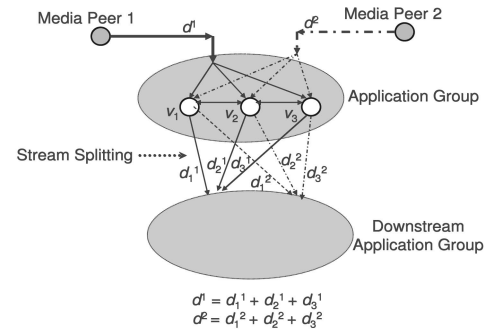 Media Peer 1
d¹
d²
Media Peer 2
Application Group
v₁ v₂ v₃
Stream Splitting
d₁¹ d₂¹ d₃¹ d₁² d₂² d₃²
Downstream
Application Group
d¹ = d₁¹ + d₂¹ + d₃¹
d² = d₁² + d₂² + d₃²